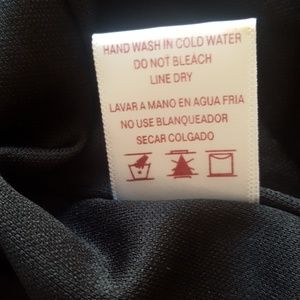 HAND WASH IN COLD WATER
DO NOT BLEACH
LINE DRY
LAVAR A MANO EN AGUA FRIA
NO USE BLANQUEADOR
SECAR COLGADO